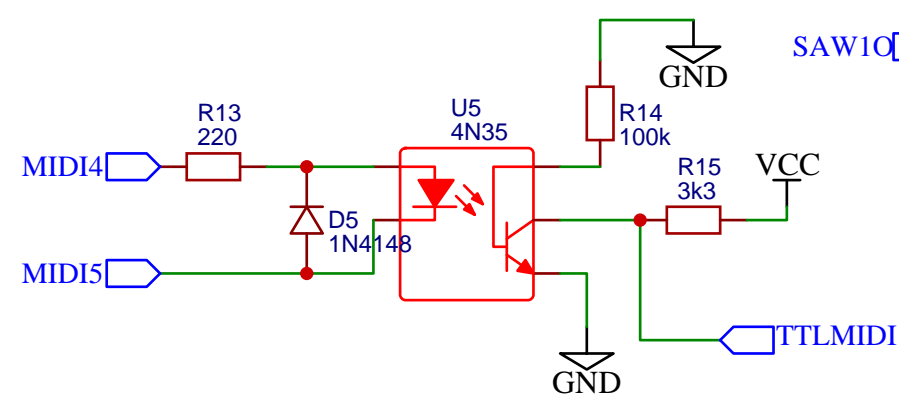 SAW1O
GND
R13
220
U5
4N35
R14
100k
MIDI4
R15
3k3
VCC
D5
1N4148
MIDI5
TTLMIDI
GND